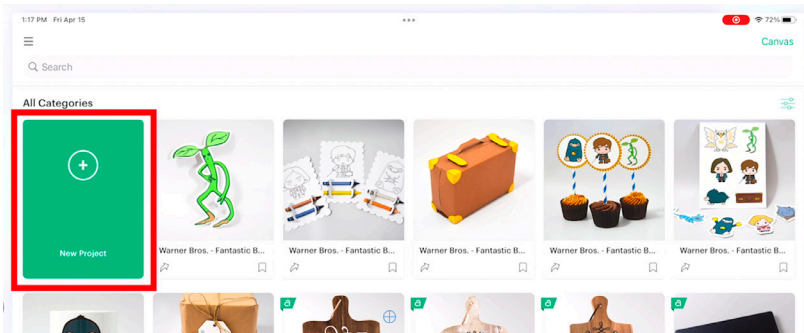 1:17 PM Fri Apr 15
72%
Canvas
Search
All Categories
New Project
Warner Bros. - Fantastic B...
Warner Bros. - Fantastic B...
Warner Bros. - Fantastic B...
Warner Bros. - Fantastic B...
Warner Bros. - Fantastic B...
a
a
a
a